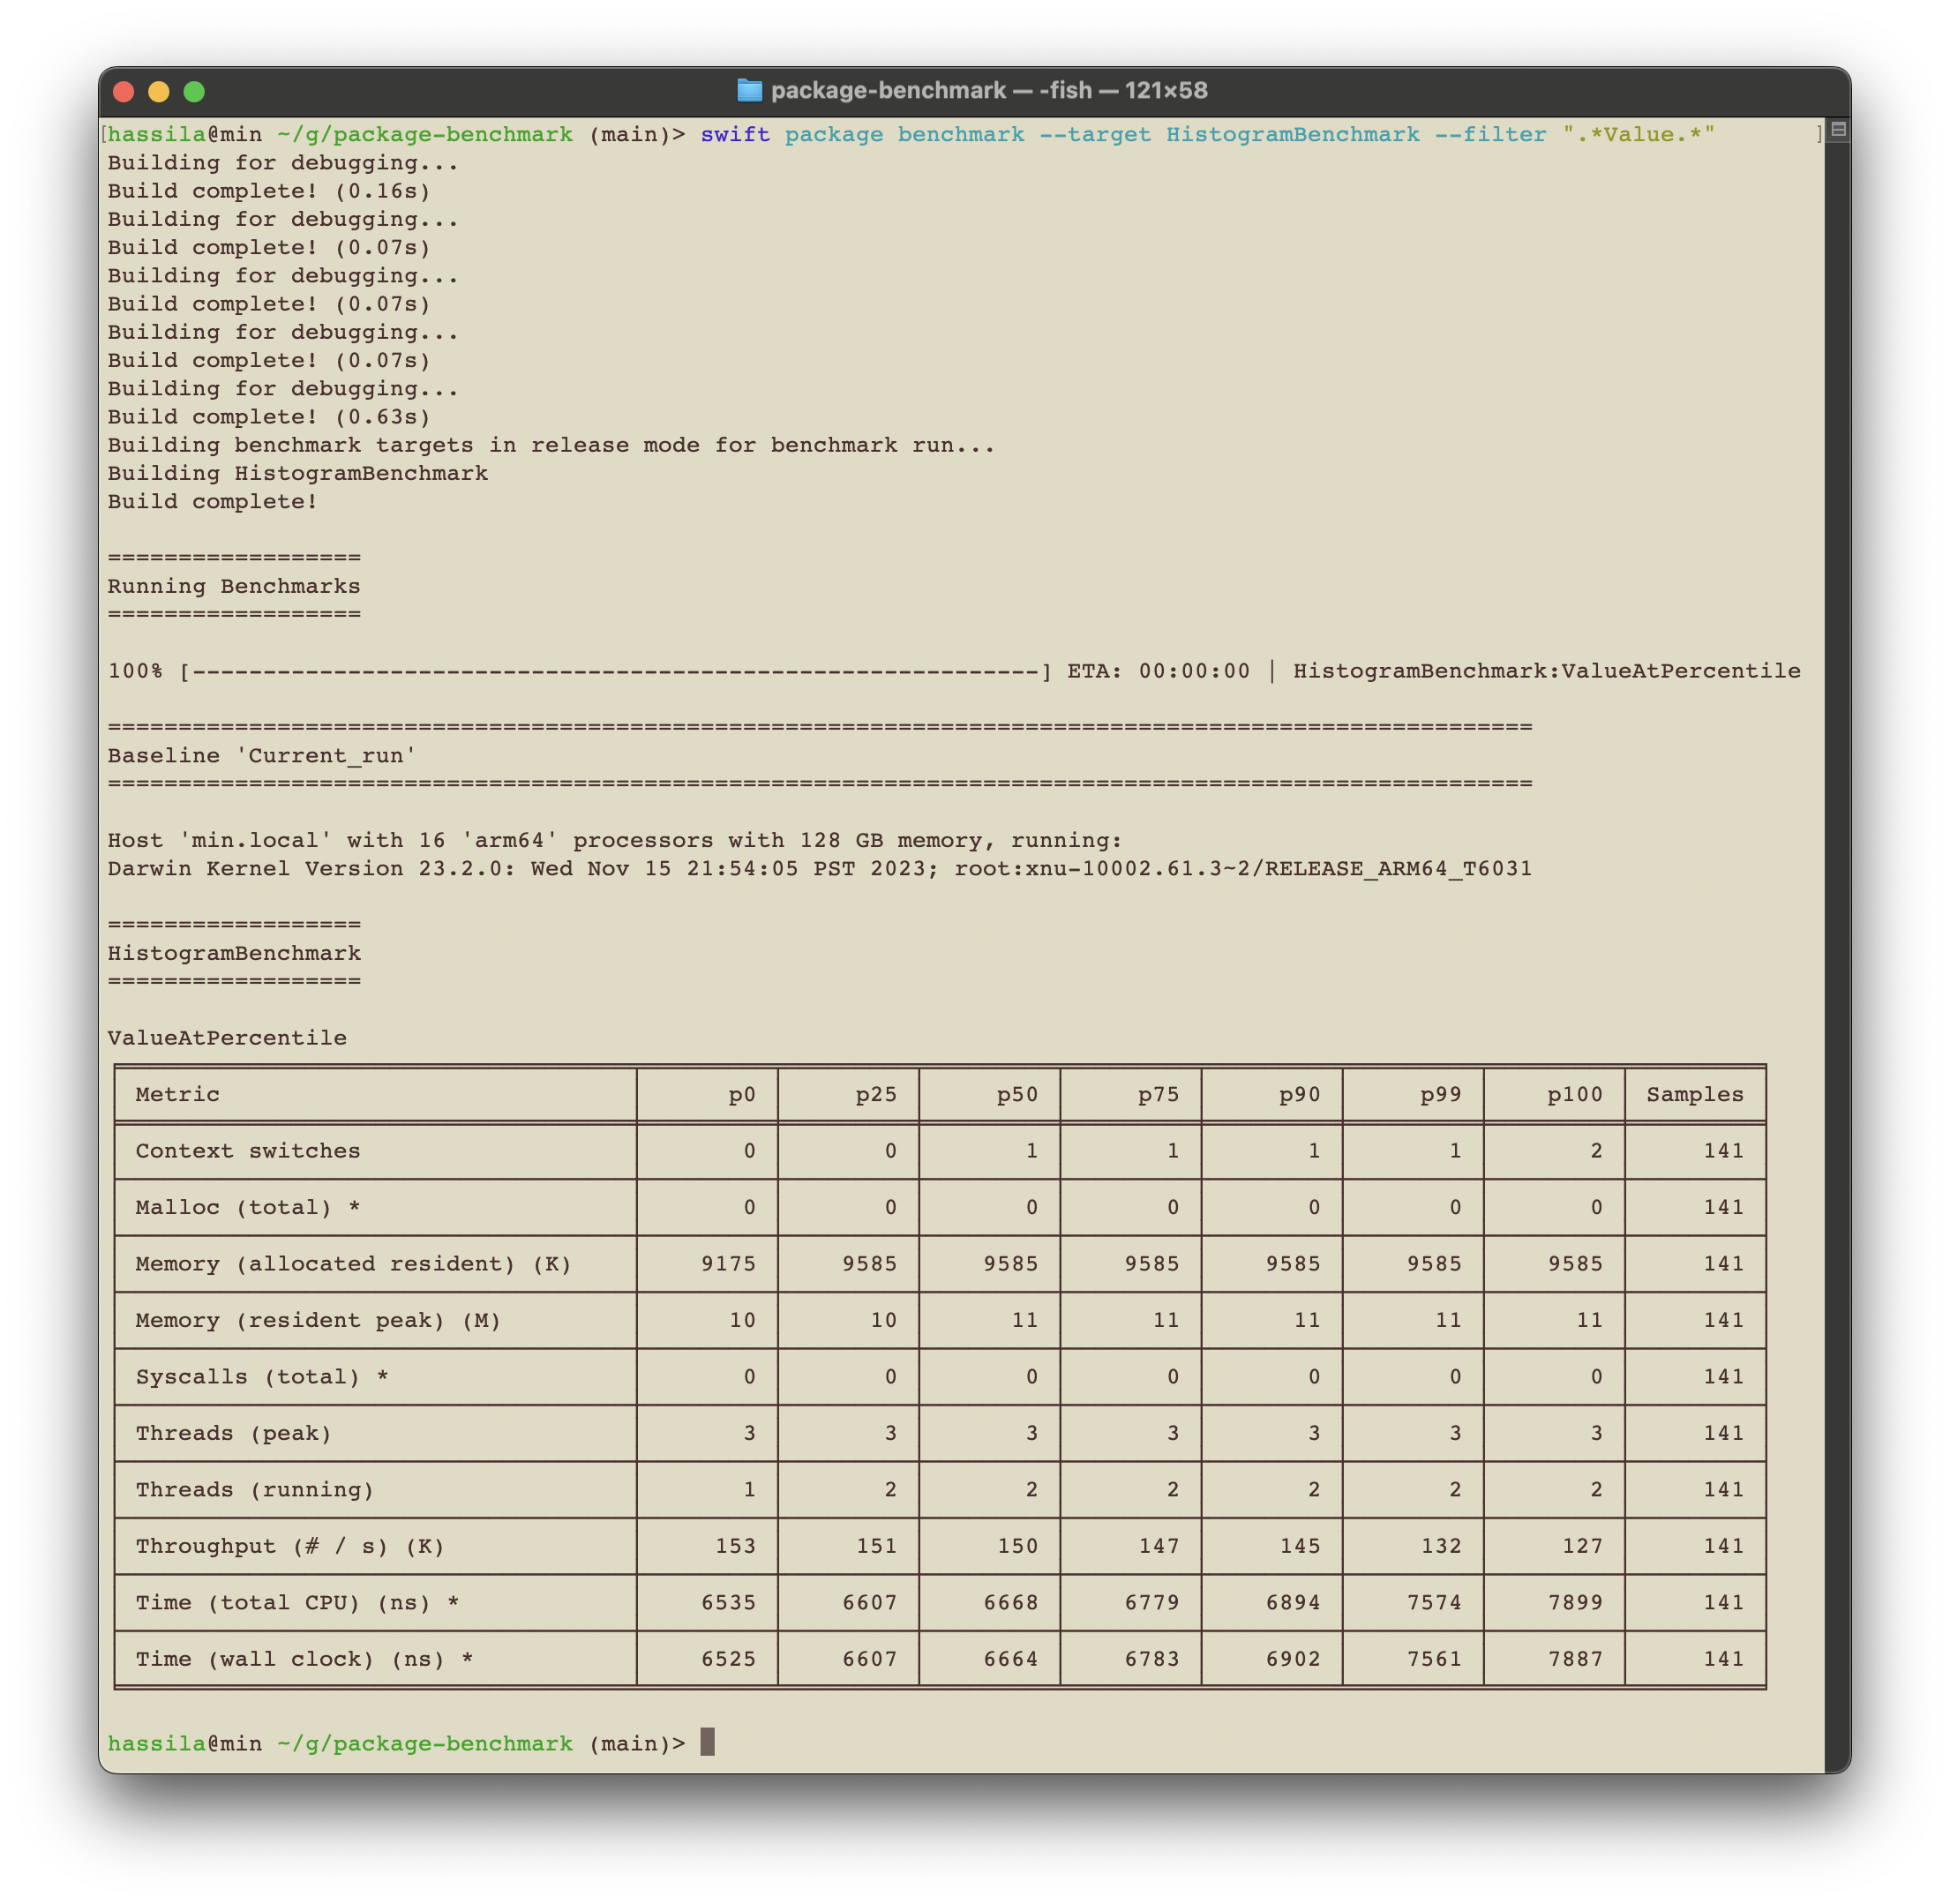 package-benchmark — -fish — 121×58
[hassila@min ~/g/package-benchmark (main)> swift package benchmark --target HistogramBenchmark --filter ".*Value.*" ]
Building for debugging...
Build complete! (0.16s)
Building for debugging...
Build complete! (0.07s)
Building for debugging...
Build complete! (0.07s)
Building for debugging...
Build complete! (0.07s)
Building for debugging...
Build complete! (0.63s)
Building benchmark targets in release mode for benchmark run...
Building HistogramBenchmark
Build complete!
==================
Running Benchmarks
==================
100% [------------------------------------------------------------] ETA: 00:00:00 │ HistogramBenchmark:ValueAtPercentile
=====================================================================================================
Baseline 'Current_run'
=====================================================================================================
Host 'min.local' with 16 'arm64' processors with 128 GB memory, running:
Darwin Kernel Version 23.2.0: Wed Nov 15 21:54:05 PST 2023; root:xnu-10002.61.3~2/RELEASE_ARM64_T6031
==================
HistogramBenchmark
==================
ValueAtPercentile
Metric p0 p25 p50 p75 p90 p99 p100 Samples
Context switches 0 0 1 1 1 1 2 141
Malloc (total) * 0 0 0 0 0 0 0 141
Memory (allocated resident) (K) 9175 9585 9585 9585 9585 9585 9585 141
Memory (resident peak) (M) 10 10 11 11 11 11 11 141
Syscalls (total) * 0 0 0 0 0 0 0 141
Threads (peak) 3 3 3 3 3 3 3 141
Threads (running) 1 2 2 2 2 2 2 141
Throughput (# / s) (K) 153 151 150 147 145 132 127 141
Time (total CPU) (ns) * 6535 6607 6668 6779 6894 7574 7899 141
Time (wall clock) (ns) * 6525 6607 6664 6783 6902 7561 7887 141
hassila@min ~/g/package-benchmark (main)>